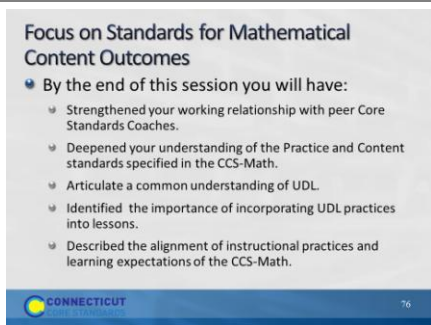 Focus on Standards for Mathematical
Content Outcomes
By the end of this session you will have:
Strengthened your working relationship with peer Core
Standards Coaches.
Deepened your understanding of the Practice and Content
standards specified in the CCS-Math.
Articulate a common understanding of UDL.
Identified the importance of incorporating UDL practices
into lessons.
Described the alignment of instructional practices and
learning expectations of the CCS-Math.
CONNECTICUT
CORE STANDARDS
76